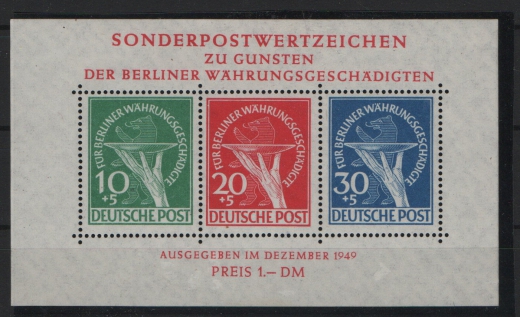 SONDERPOSTWERTZEICHEN
ZU GUNSTEN
DER BERLINER WÄHRUNGSGESCHÄDIGTEN
FÜR BERLINER WÄHRUNGSGESCHÄDIGTE
10
+5
DEUTSCHE POST
FÜR BERLINER WÄHRUNGSGESCHÄDIGTE
20
+5
DEUTSCHE POST
FÜR BERLINER WÄHRUNGSGESCHÄDIGTE
30
+5
DEUTSCHE POST
AUSGEGEBEN IM DEZEMBER 1949
PREIS 1.— DM